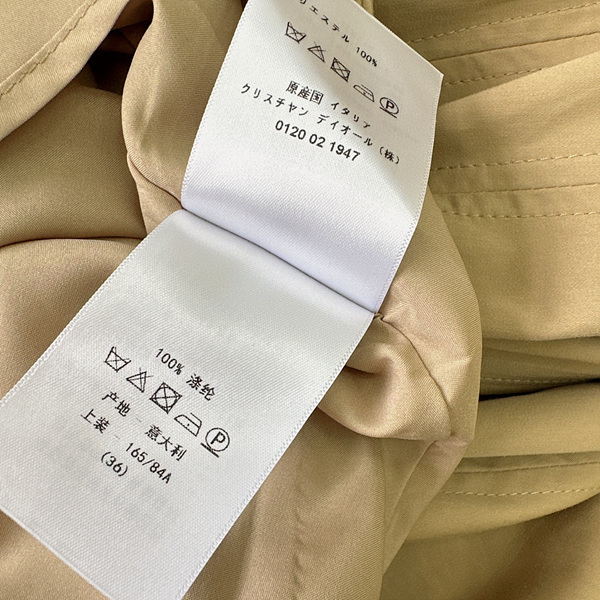 リエステル 100%
原産国 イタリア
クリスチャン デイオール (株)
0120 02 1947
100% 涤纶
P
产地 – 意大利
上装 – 165/84A
(36)